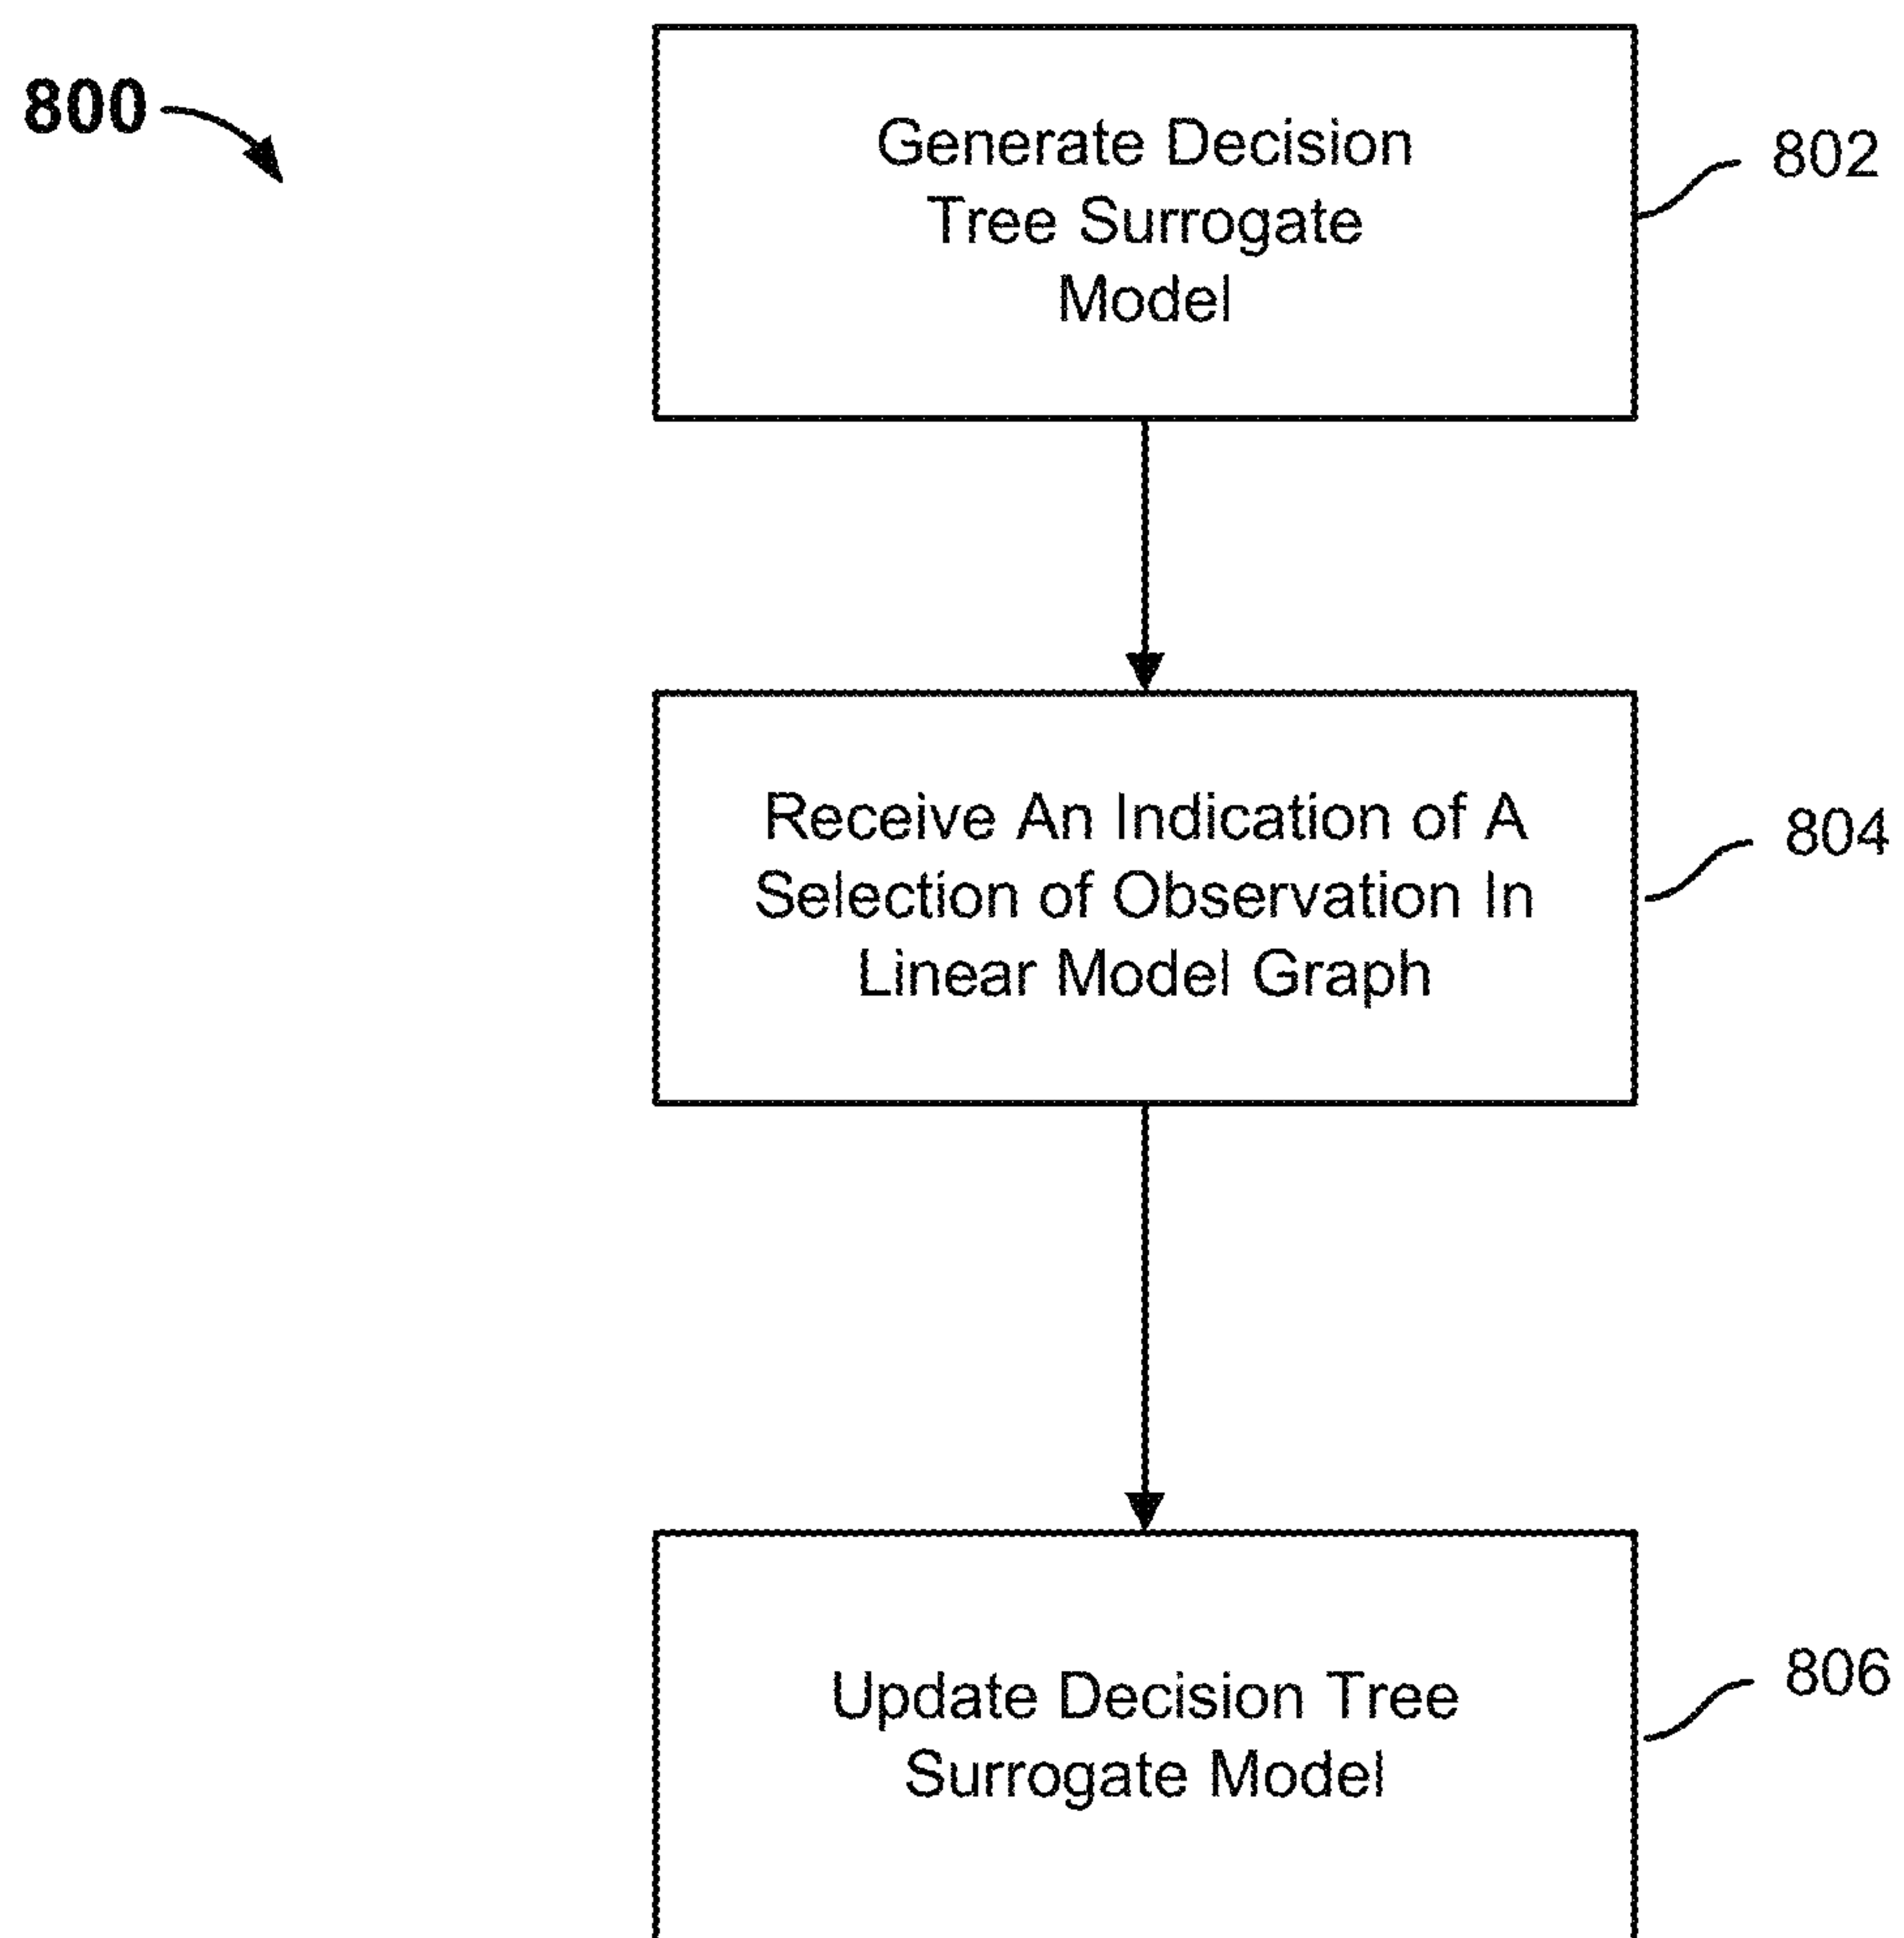 800
Generate Decision
Tree Surrogate
Model
802
Receive An Indication of A
Selection of Observation In
Linear Model Graph
804
Update Decision Tree
Surrogate Model
806